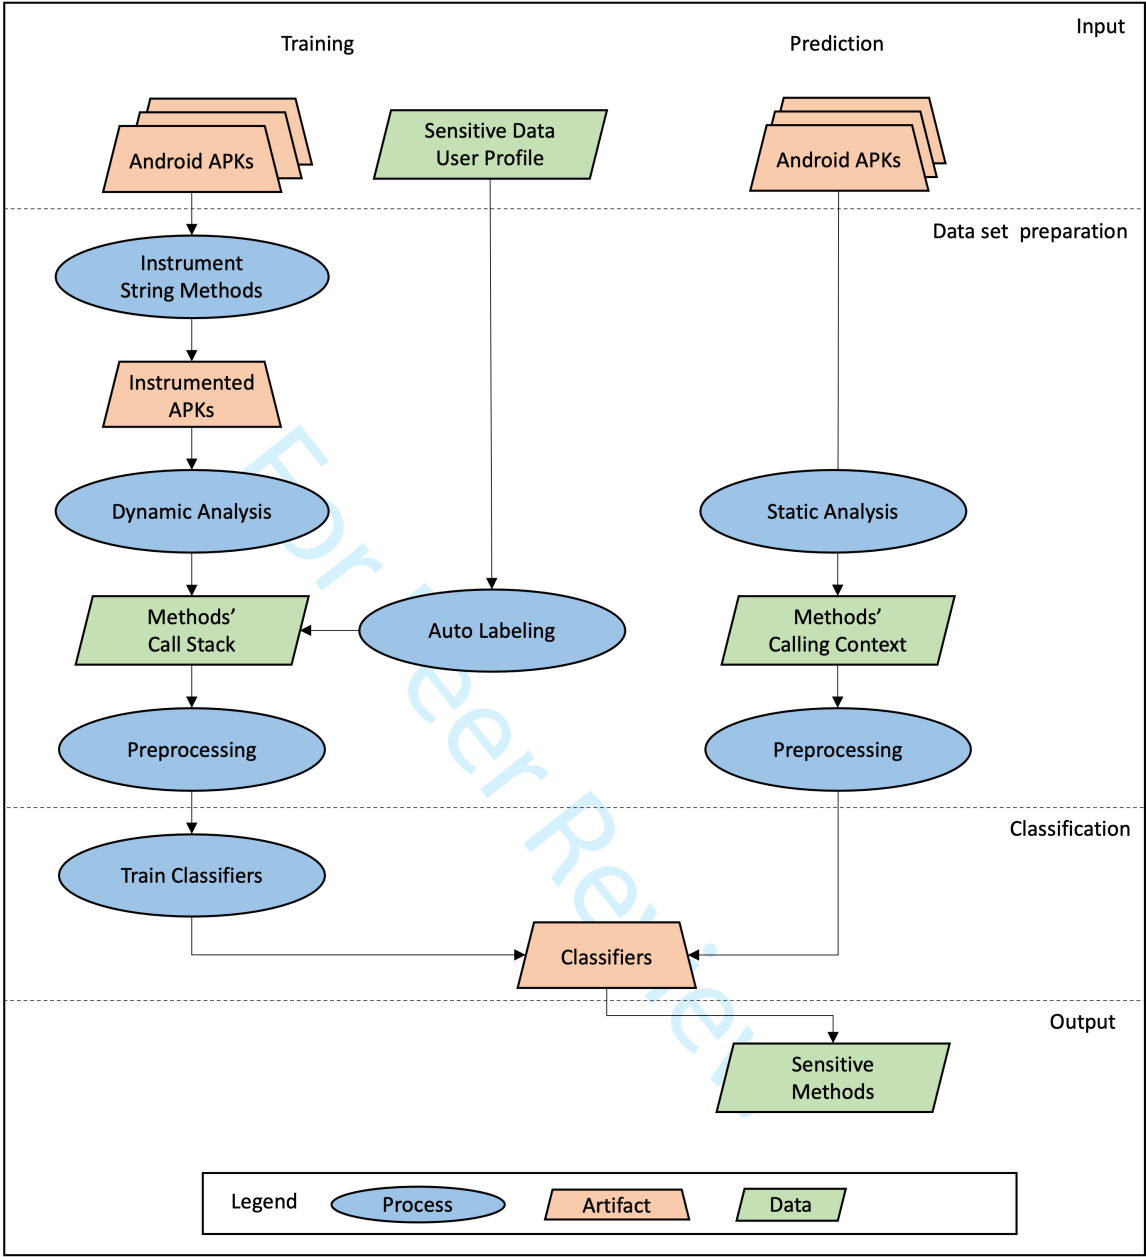 Input
Training
Prediction
Android APKs
Sensitive Data
User Profile
Android APKs
Data set preparation
Instrument
String Methods
Instrumented
APKs
Dynamic Analysis
Static Analysis
Methods'
Call Stack
Auto Labeling
Methods'
Calling Context
Preprocessing
Preprocessing
Classification
Train Classifiers
Classifiers
Output
Sensitive
Methods
Legend
Process
Artifact
Data
For Peer Review